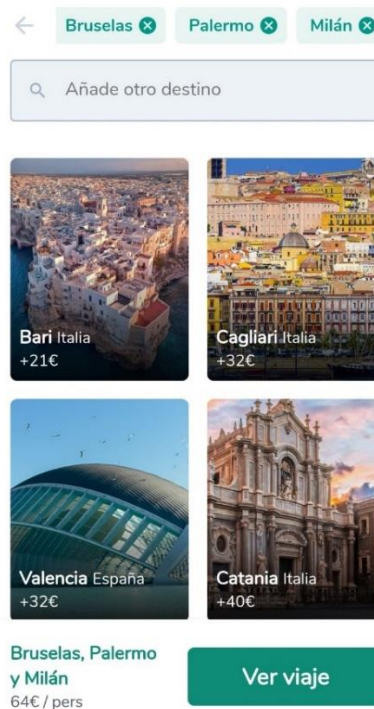 Bruselas Palermo Milán
Añade otro destino
Bari Italia
+21€
Cagliari Italia
+32€
Valencia España
+32€
Catania Italia
+40€
Bruselas, Palermo
y Milán
64€ / pers
Ver viaje